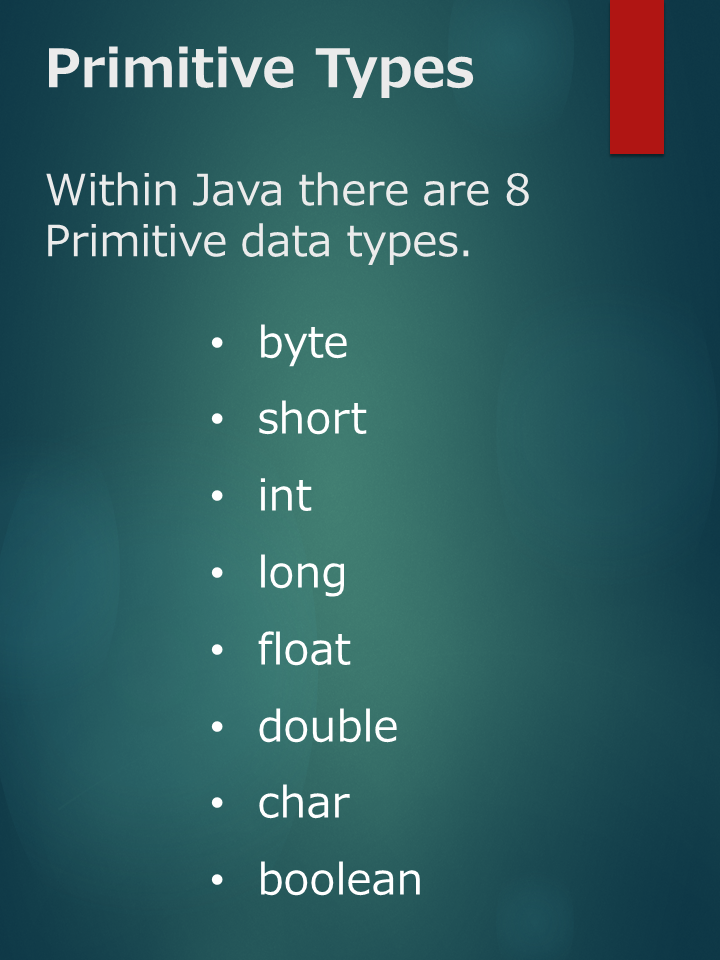 Primitive Types
Within Java there are 8
Primitive data types.
• byte
• short
• int
• long
• float
• double
• char
• boolean